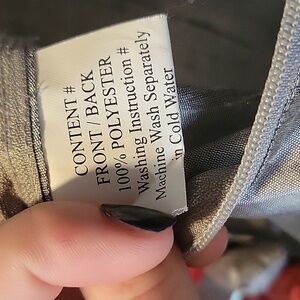 CONTENT #
FRONT / BACK
100% POLYESTER
Washing Instruction #
Machine Wash Separately
in Cold Water